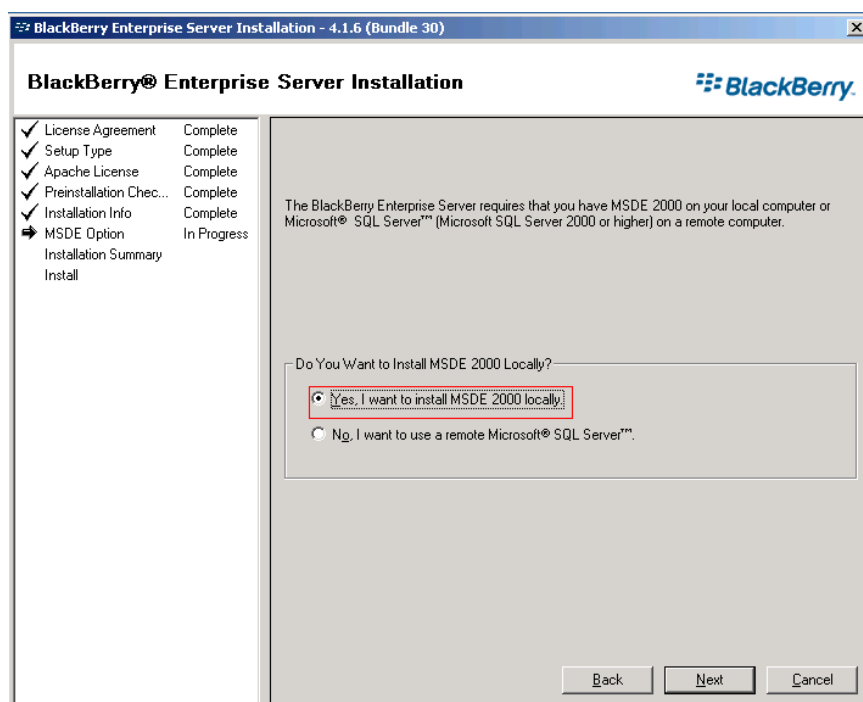 BlackBerry Enterprise Server Installation - 4.1.6 (Bundle 30)
BlackBerry® Enterprise Server Installation
BlackBerry.
License Agreement Complete
Setup Type Complete
Apache License Complete
Preinstallation Chec... Complete
Installation Info Complete
MSDE Option In Progress
Installation Summary
Install
The BlackBerry Enterprise Server requires that you have MSDE 2000 on your local computer or
Microsoft® SQL Server™ (Microsoft SQL Server 2000 or higher) on a remote computer.
Do You Want to Install MSDE 2000 Locally?
Yes, I want to install MSDE 2000 locally.
No, I want to use a remote Microsoft® SQL Server™.
Back Next Cancel